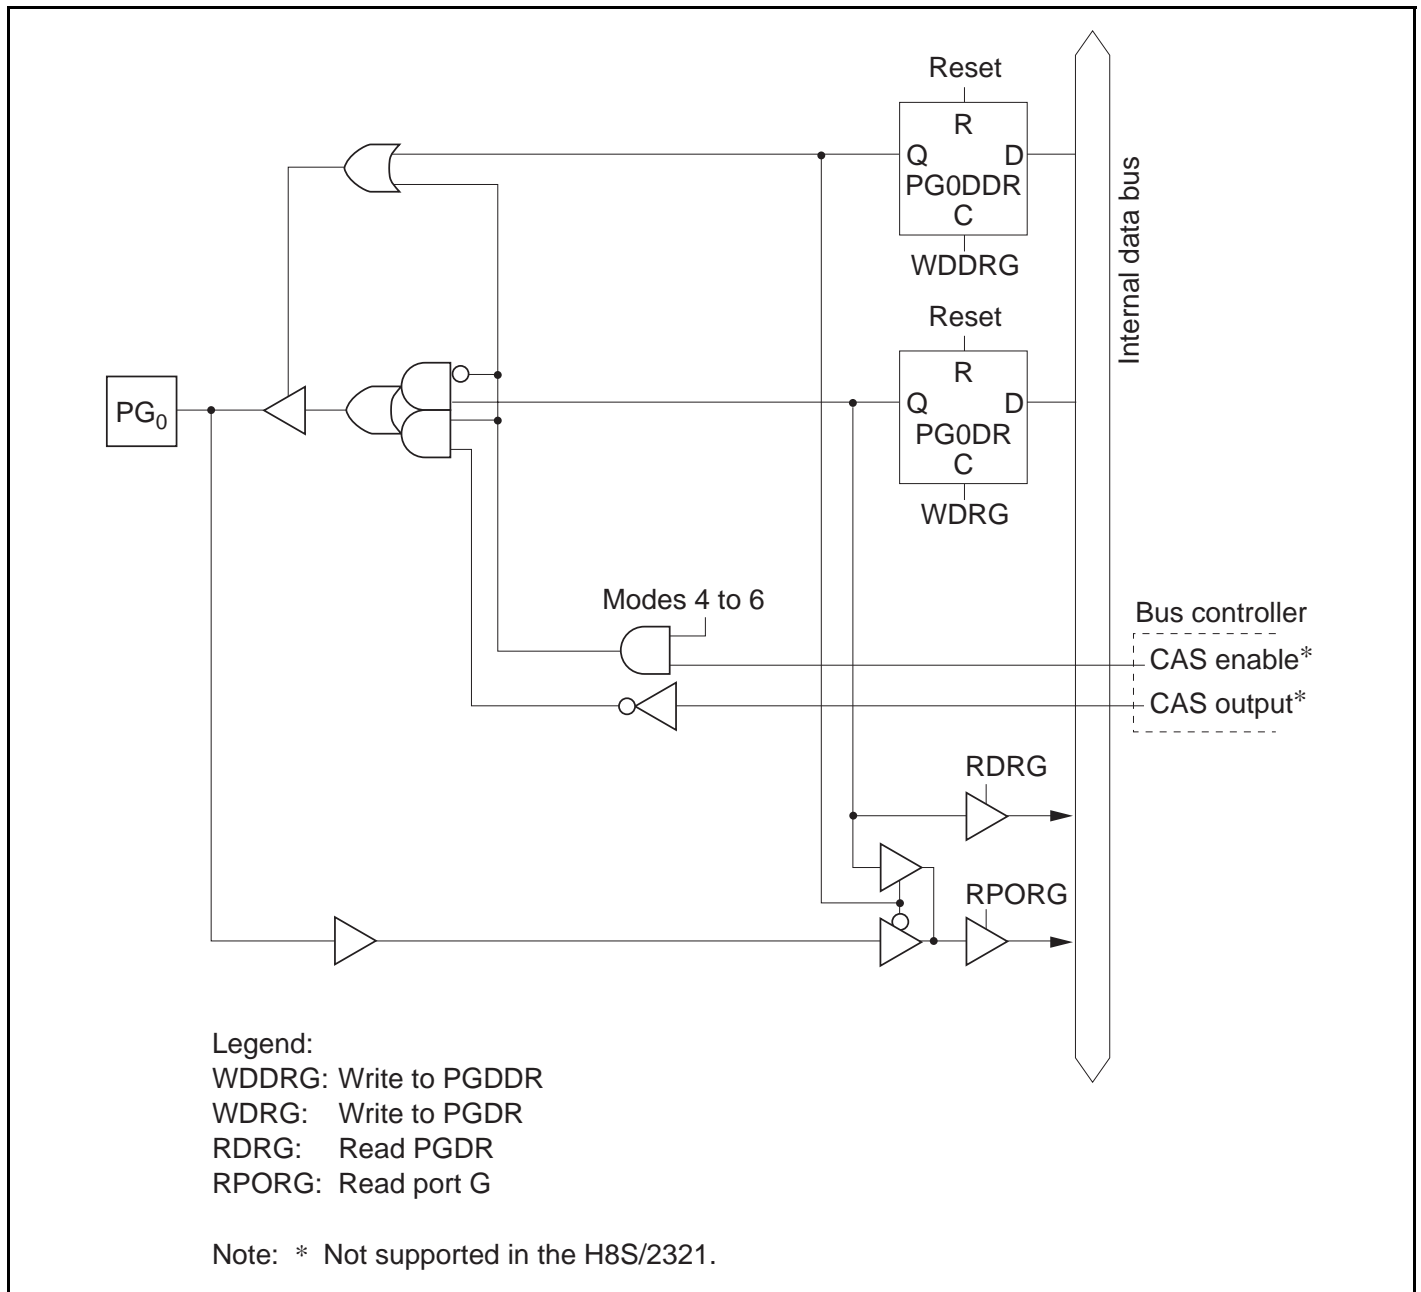 Reset
R
Q D
PG0DDR
C
WDDRG
Internal data bus
Reset
R
Q D
PG0DR
C
WDRG
PG0
Modes 4 to 6
Bus controller
CAS enable*
CAS output*
RDRG
RPORG
Legend:
WDDRG: Write to PGDDR
WDRG: Write to PGDR
RDRG: Read PGDR
RPORG: Read port G
Note: * Not supported in the H8S/2321.